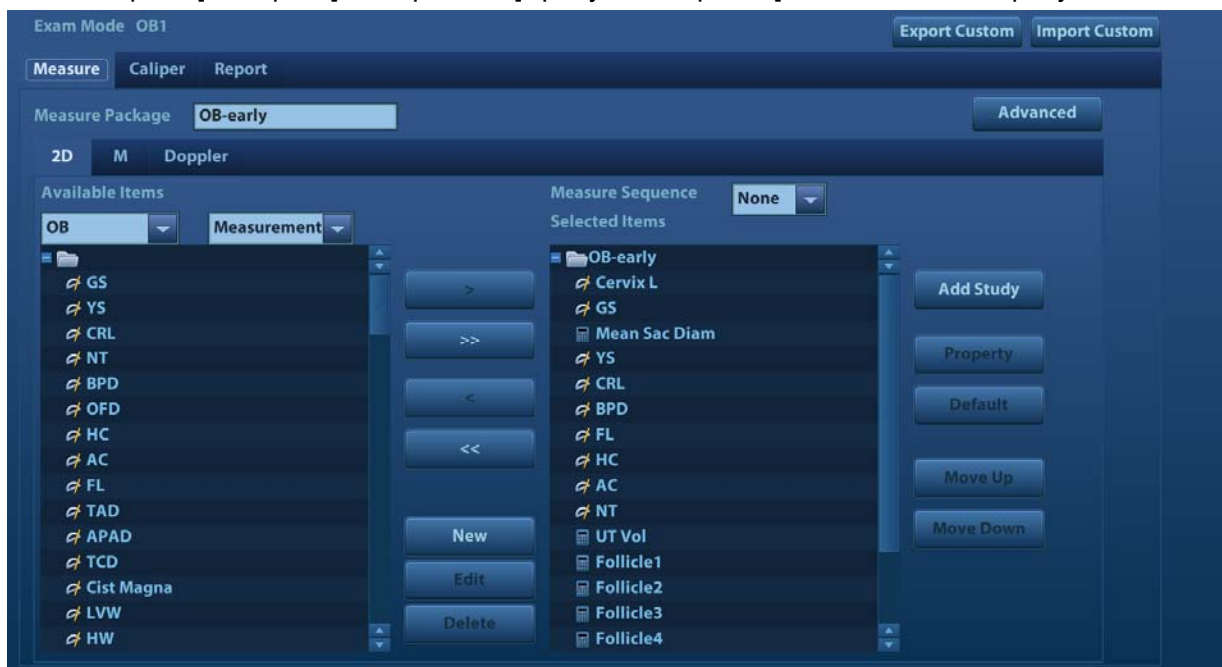 Exam Mode OB1
Export Custom Import Custom
Measure Caliper Report
Measure Package OB-early Advanced
2D M Doppler
Available Items
OB Measurement
GS
YS
CRL
NT
BPD
OFD
HC
AC
FL
TAD
APAD
TCD
Cist Magna
LVW
HW
>
>>
<
<<
New
Edit
Delete
Measure Sequence None
Selected Items
OB-early
Cervix L
GS
Mean Sac Diam
YS
CRL
BPD
FL
HC
AC
NT
UT Vol
Follicle1
Follicle2
Follicle3
Follicle4
Add Study
Property
Default
Move Up
Move Down